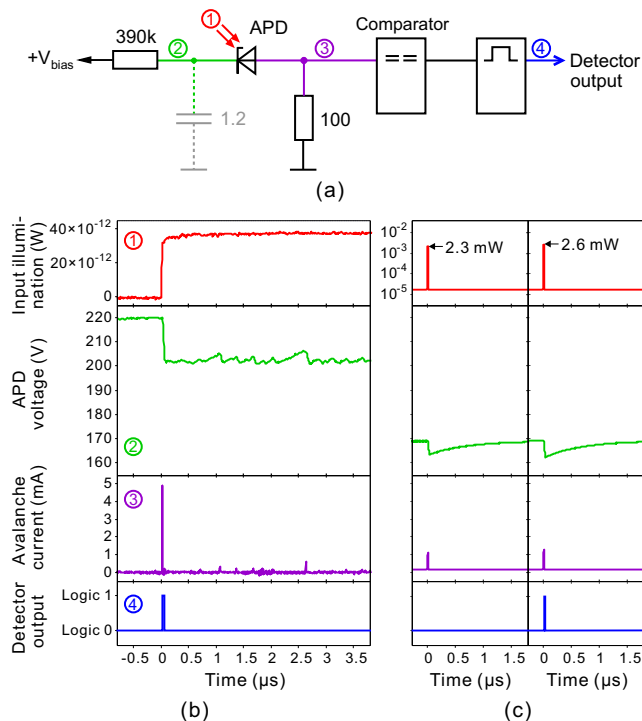 1
390k
2
APD
3
Comparator
4
+Vbias
Detector
output
1.2
100
(a)
Input illumi-
nation (W)
40×10-12
20×10-12
0
1
10-2
10-3
10-4
10-5
2.3 mW
2.6 mW
APD
voltage (V)
220
210
200
190
180
170
160
2
Avalanche
current (mA)
5
4
3
2
1
0
3
Detector
output
Logic 1
Logic 0
4
-0.5 0 0.5 1 1.5 2 2.5 3 3.5
0 0.5 1 1.5 0 0.5 1 1.5
Time (μs)
Time (μs)
(b)
(c)